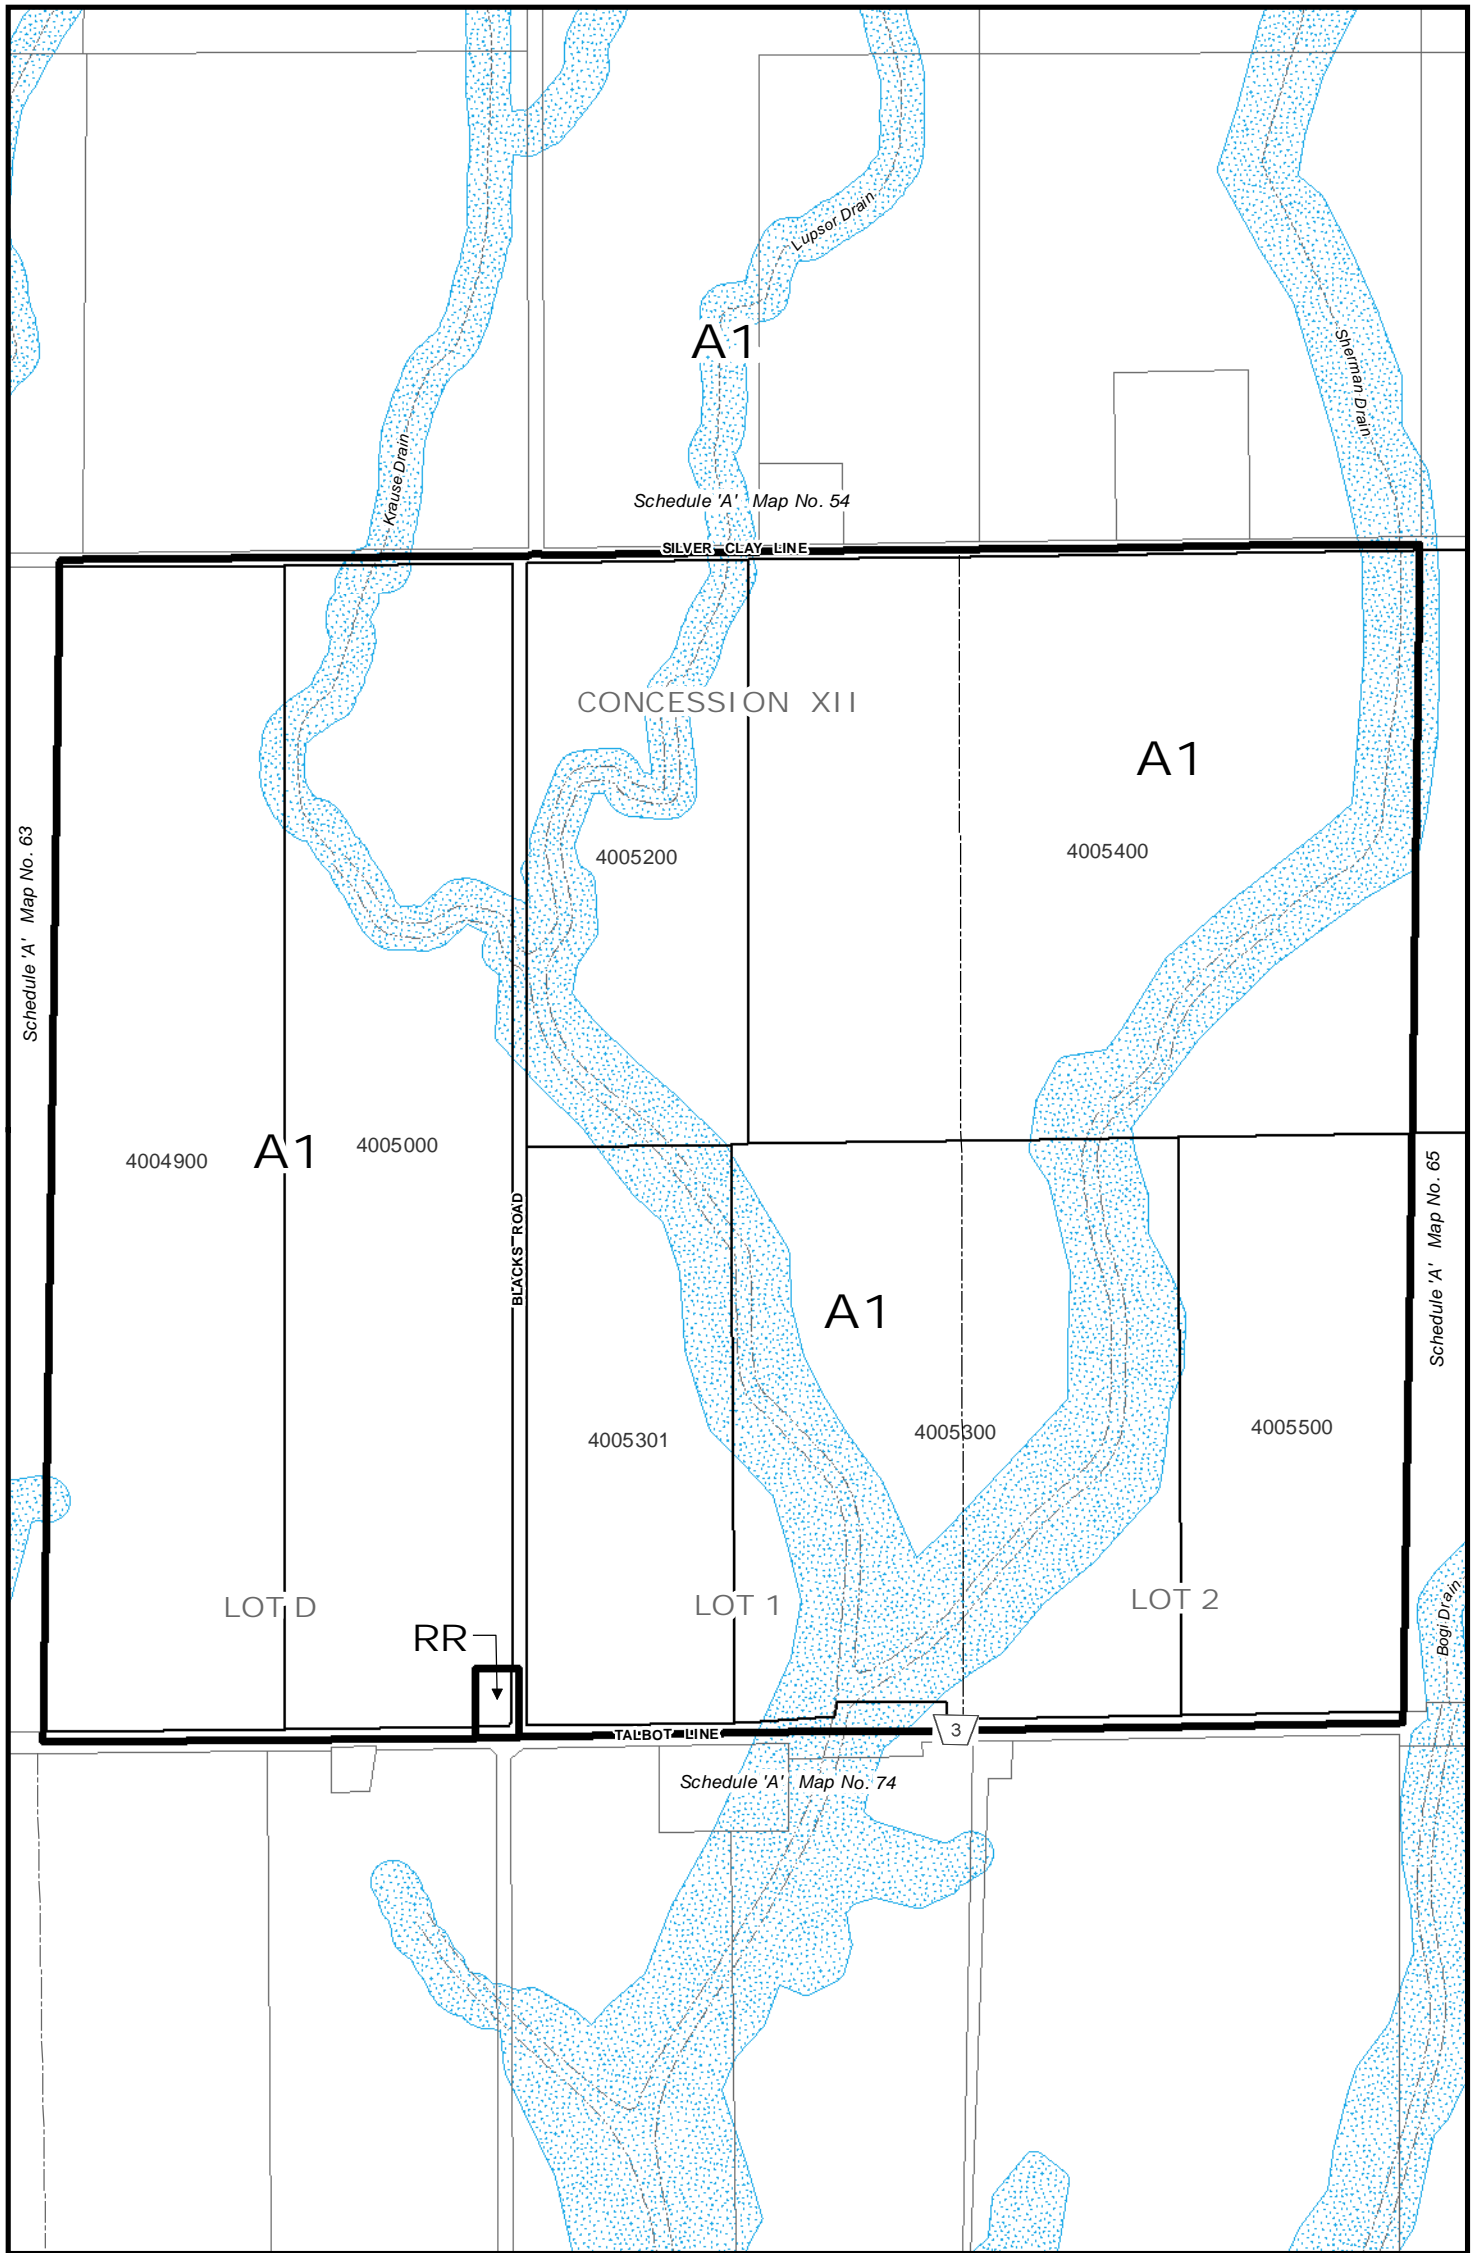 Lupsor Drain
A1
Sherman Drain
Krause Drain
Schedule 'A' Map No. 54
SILVER CLAY LINE
CONCESSION XII
A1
4005200
4005400
Schedule 'A' Map No. 63
4004900
A1
4005000
BLACKS ROAD
Schedule 'A' Map No. 65
A1
4005301
4005300
4005500
LOT D
LOT 1
LOT 2
RR
Bogi Drain
TALBOT LINE
3
Schedule 'A' Map No. 74